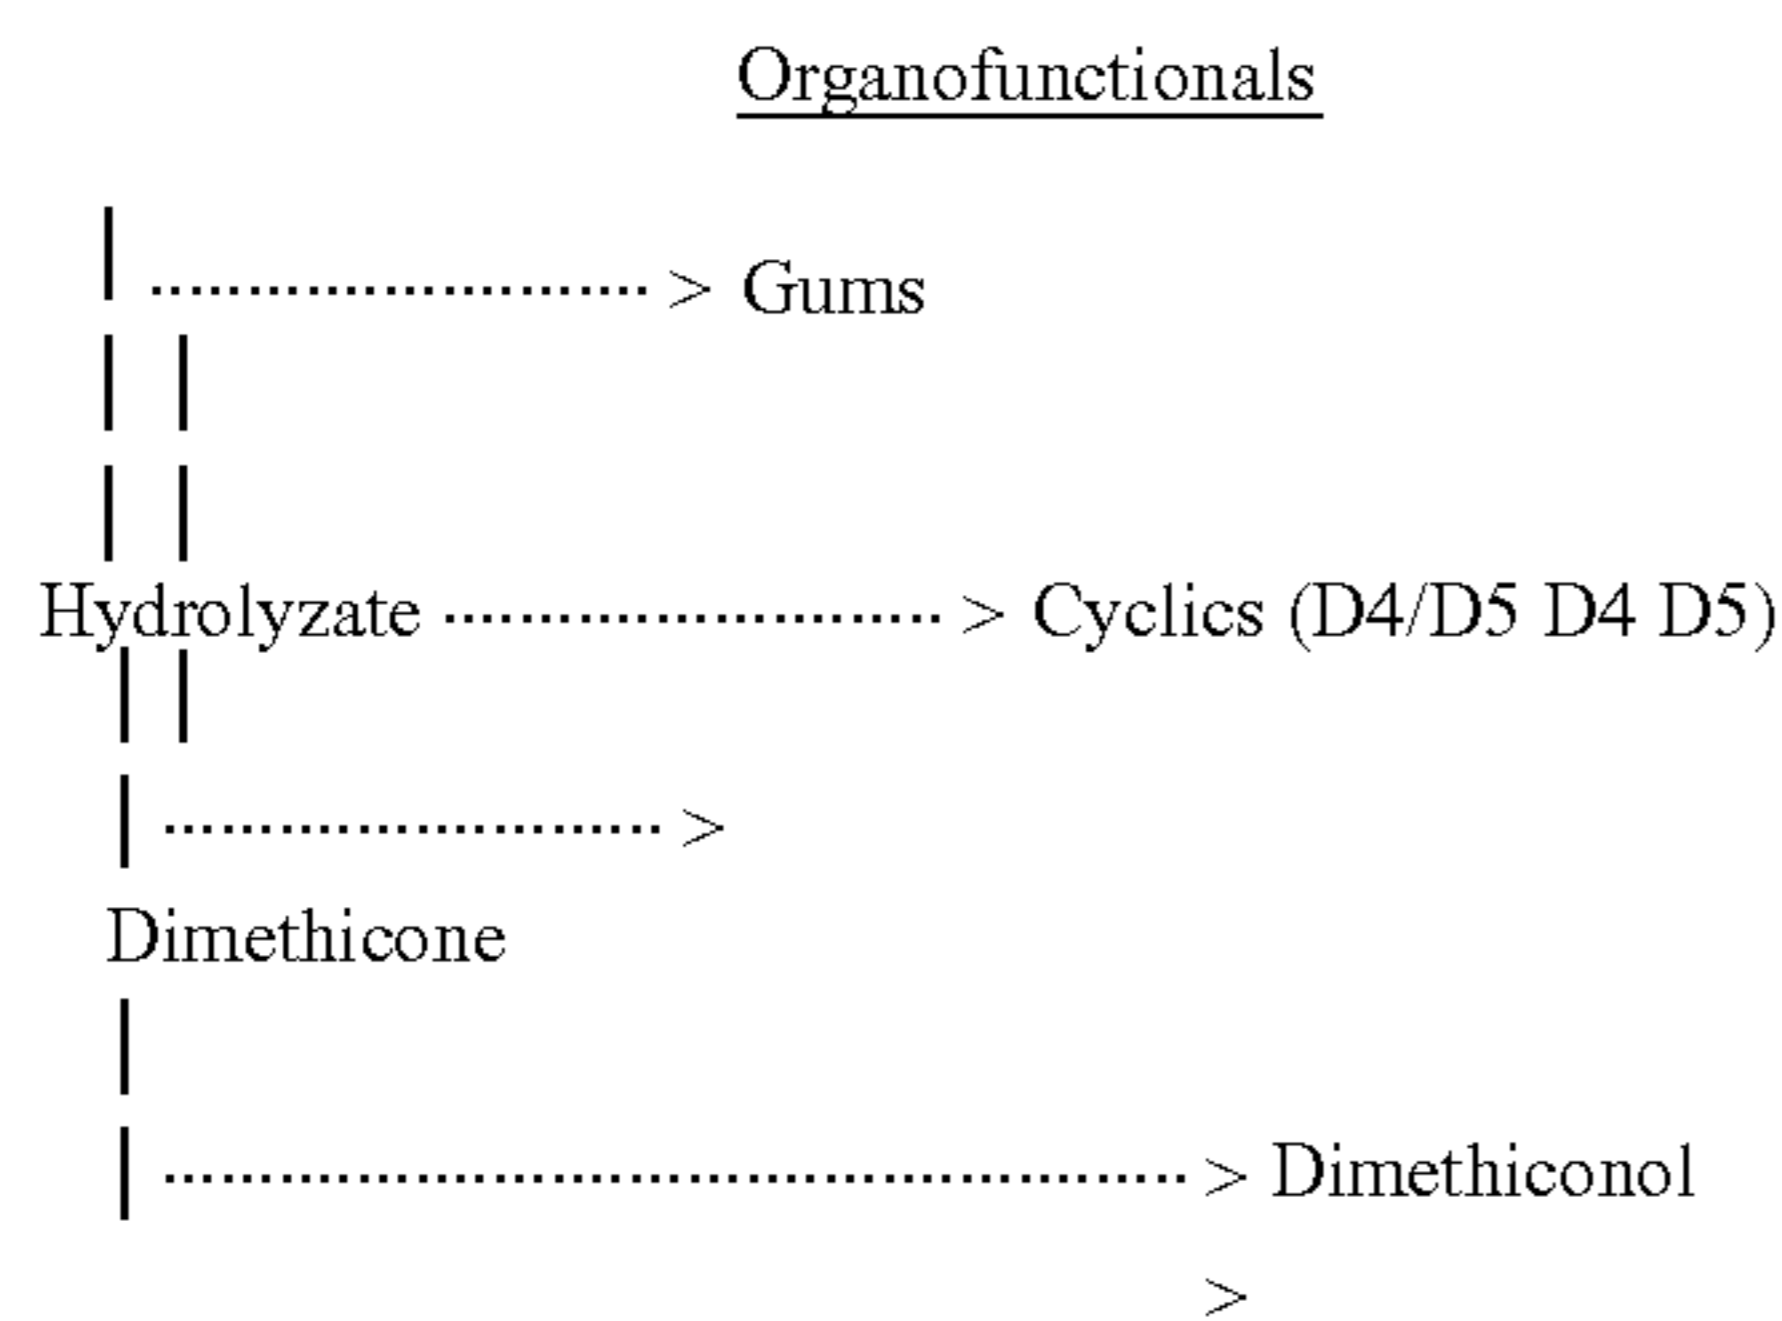 Organofunctionals
> Gums
Hydrolyzate > Cyclics (D4/D5 D4 D5)
>
Dimethicone
> Dimethiconol
>